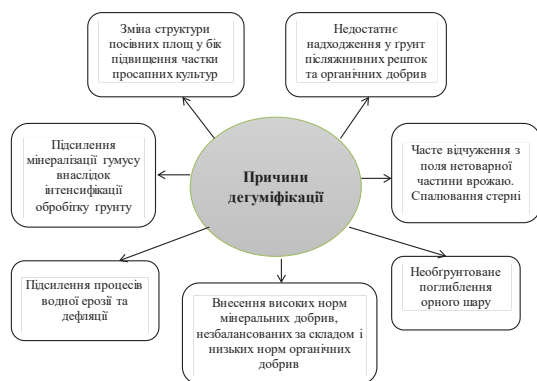 Зміна структури
посівних площ у бік
підвищення частки
просапних культур
Недостатнє
надходження у ґрунт
післяжнивних решток
та органічних добрив
Підсилення
мінералізації гумусу
внаслідок
інтенсифікації
обробітку ґрунту
Причини
дегуміфікації
Часте відчуження з
поля нетоварної
частини врожаю.
Спалювання стерні
Підсилення процесів
водної ерозії та
дефляції
Внесення високих норм
мінеральних добрив,
незбалансованих за складом і
низьких норм органічних
добрив
Необґрунтоване
поглиблення
орного шару